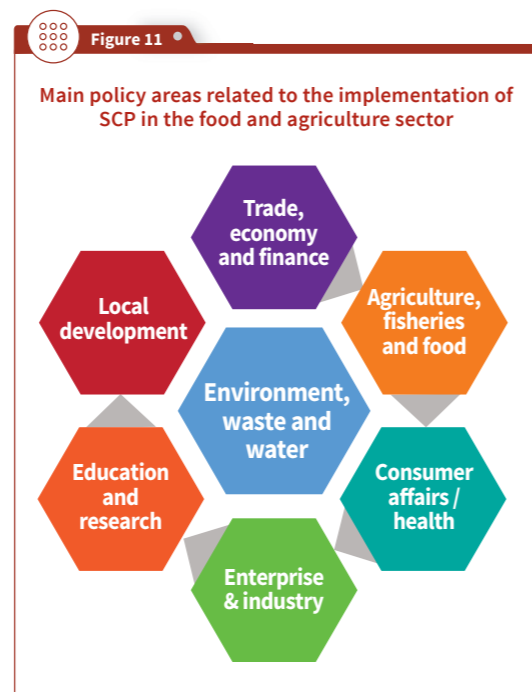 Figure 11
Main policy areas related to the implementation of
SCP in the food and agriculture sector
Trade,
economy
and finance
Agriculture,
fisheries
and food
Consumer
affairs /
health
Enterprise
& industry
Education
and
research
Local
development
Environment,
waste and
water